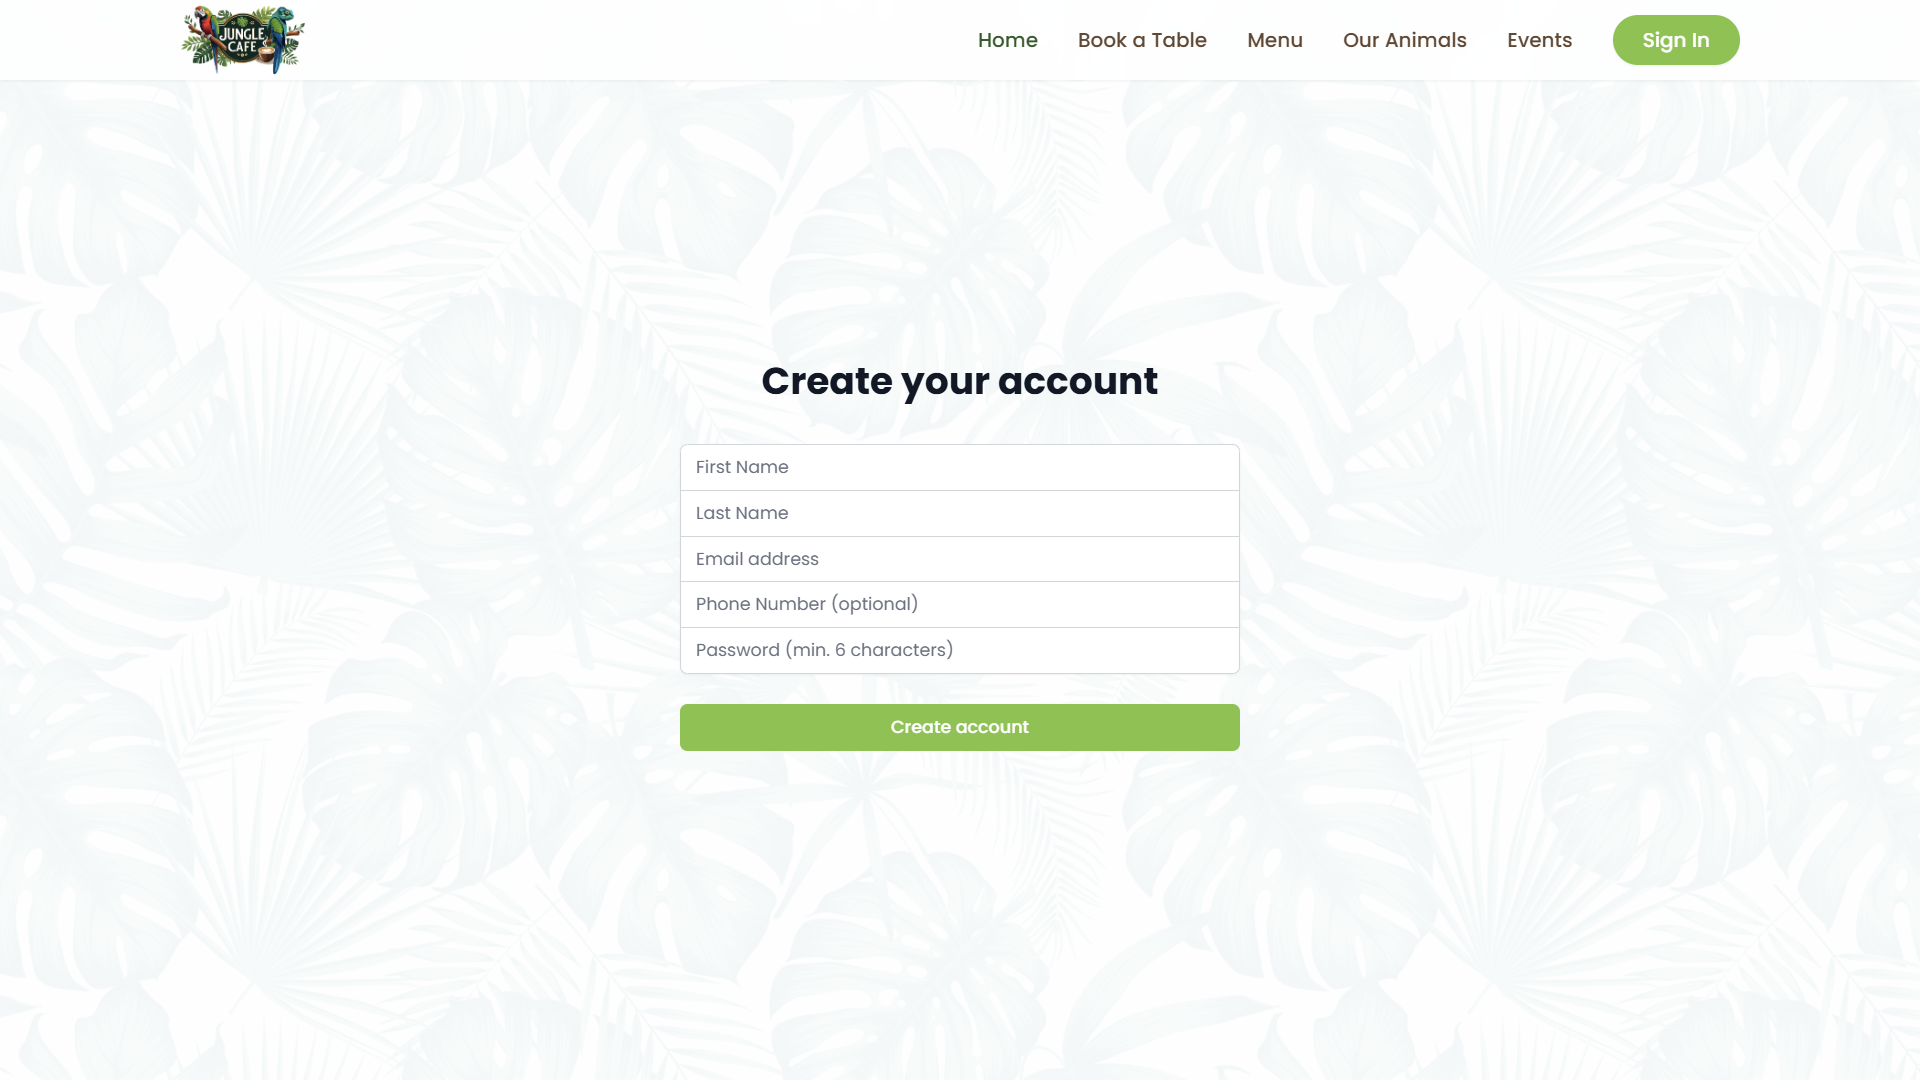 JUNGLE
CAFE
Home
Book a Table
Menu
Our Animals
Events
Sign In
Create your account
First Name
Last Name
Email address
Phone Number (optional)
Password (min. 6 characters)
Create account